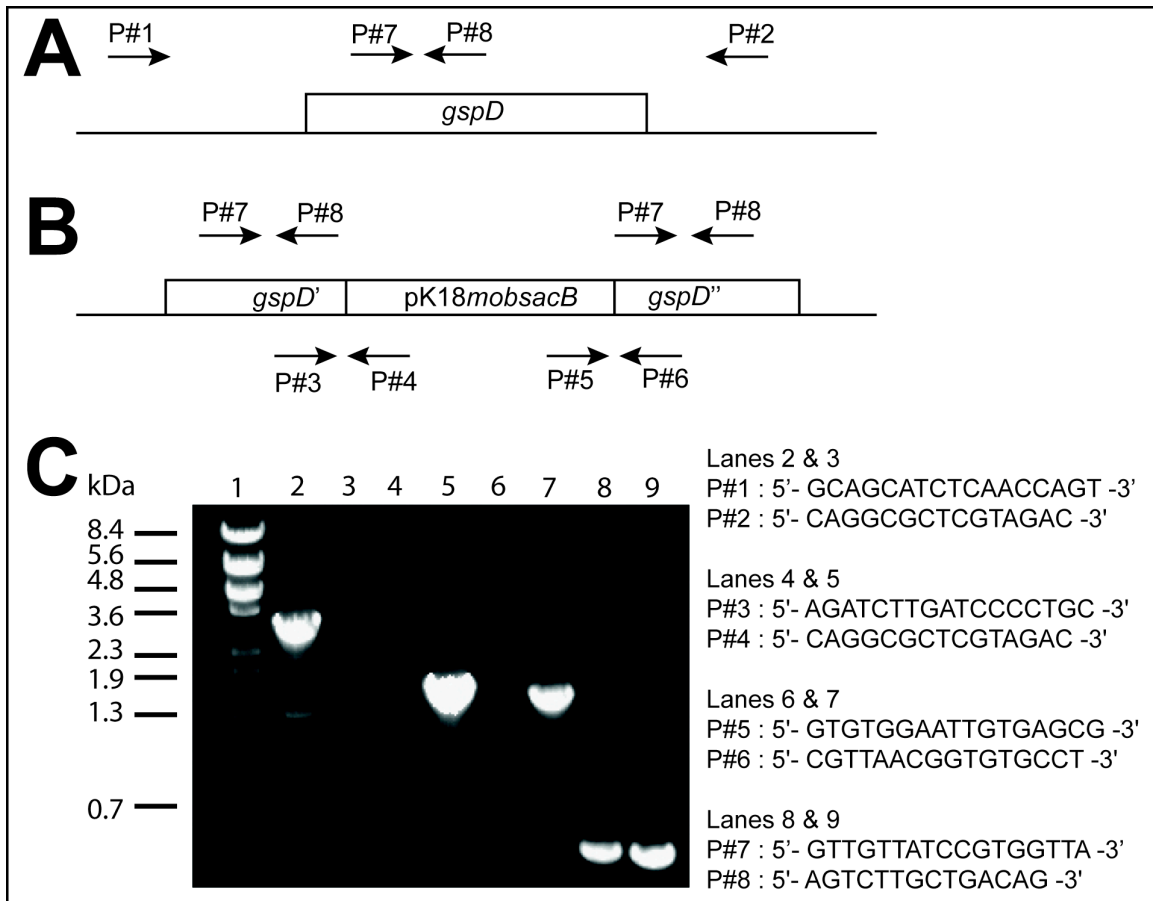 A
P#1
P#7
P#8
P#2
gspD
B
P#7
P#8
P#7
P#8
gspD'
pK18mobsacB
gspD''
P#3
P#4
P#5
P#6
C
kDa
1 2 3 4 5 6 7 8 9
8.4
5.6
4.8
3.6
2.3
1.9
1.3
0.7
Lanes 2 & 3
P#1 : 5'- GCAGCATCTCAACCAGT -3'
P#2 : 5'- CAGGCGCTCGTAGAC -3'
Lanes 4 & 5
P#3 : 5'- AGATCTTGATCCCCTGC -3'
P#4 : 5'- CAGGCGCTCGTAGAC -3'
Lanes 6 & 7
P#5 : 5'- GTGTGGAATTGTGAGCG -3'
P#6 : 5'- CGTTAACGGTGTGCCT -3'
Lanes 8 & 9
P#7 : 5'- GTTGTTATCCGTGGTTA -3'
P#8 : 5'- AGTCTTGCTGACAG -3'